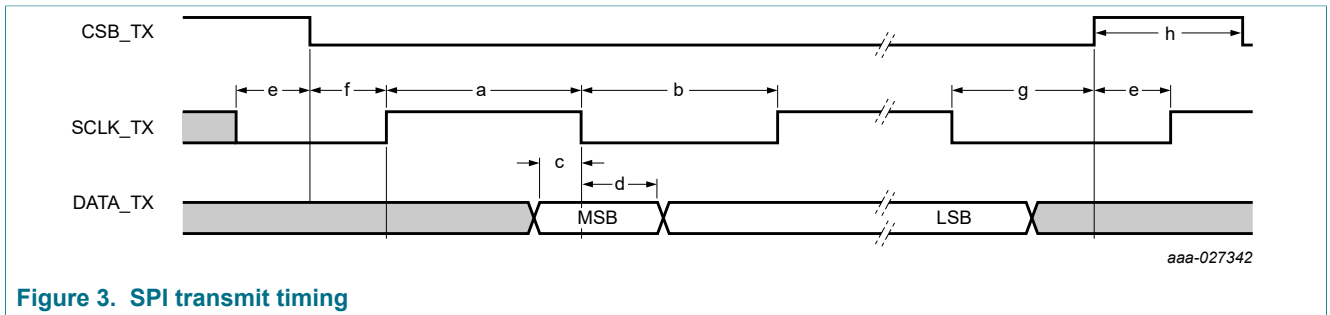 CSB_TX
h
e f a b g e
SCLK_TX
c
d
DATA_TX MSB LSB
aaa-027342
Figure 3. SPI transmit timing